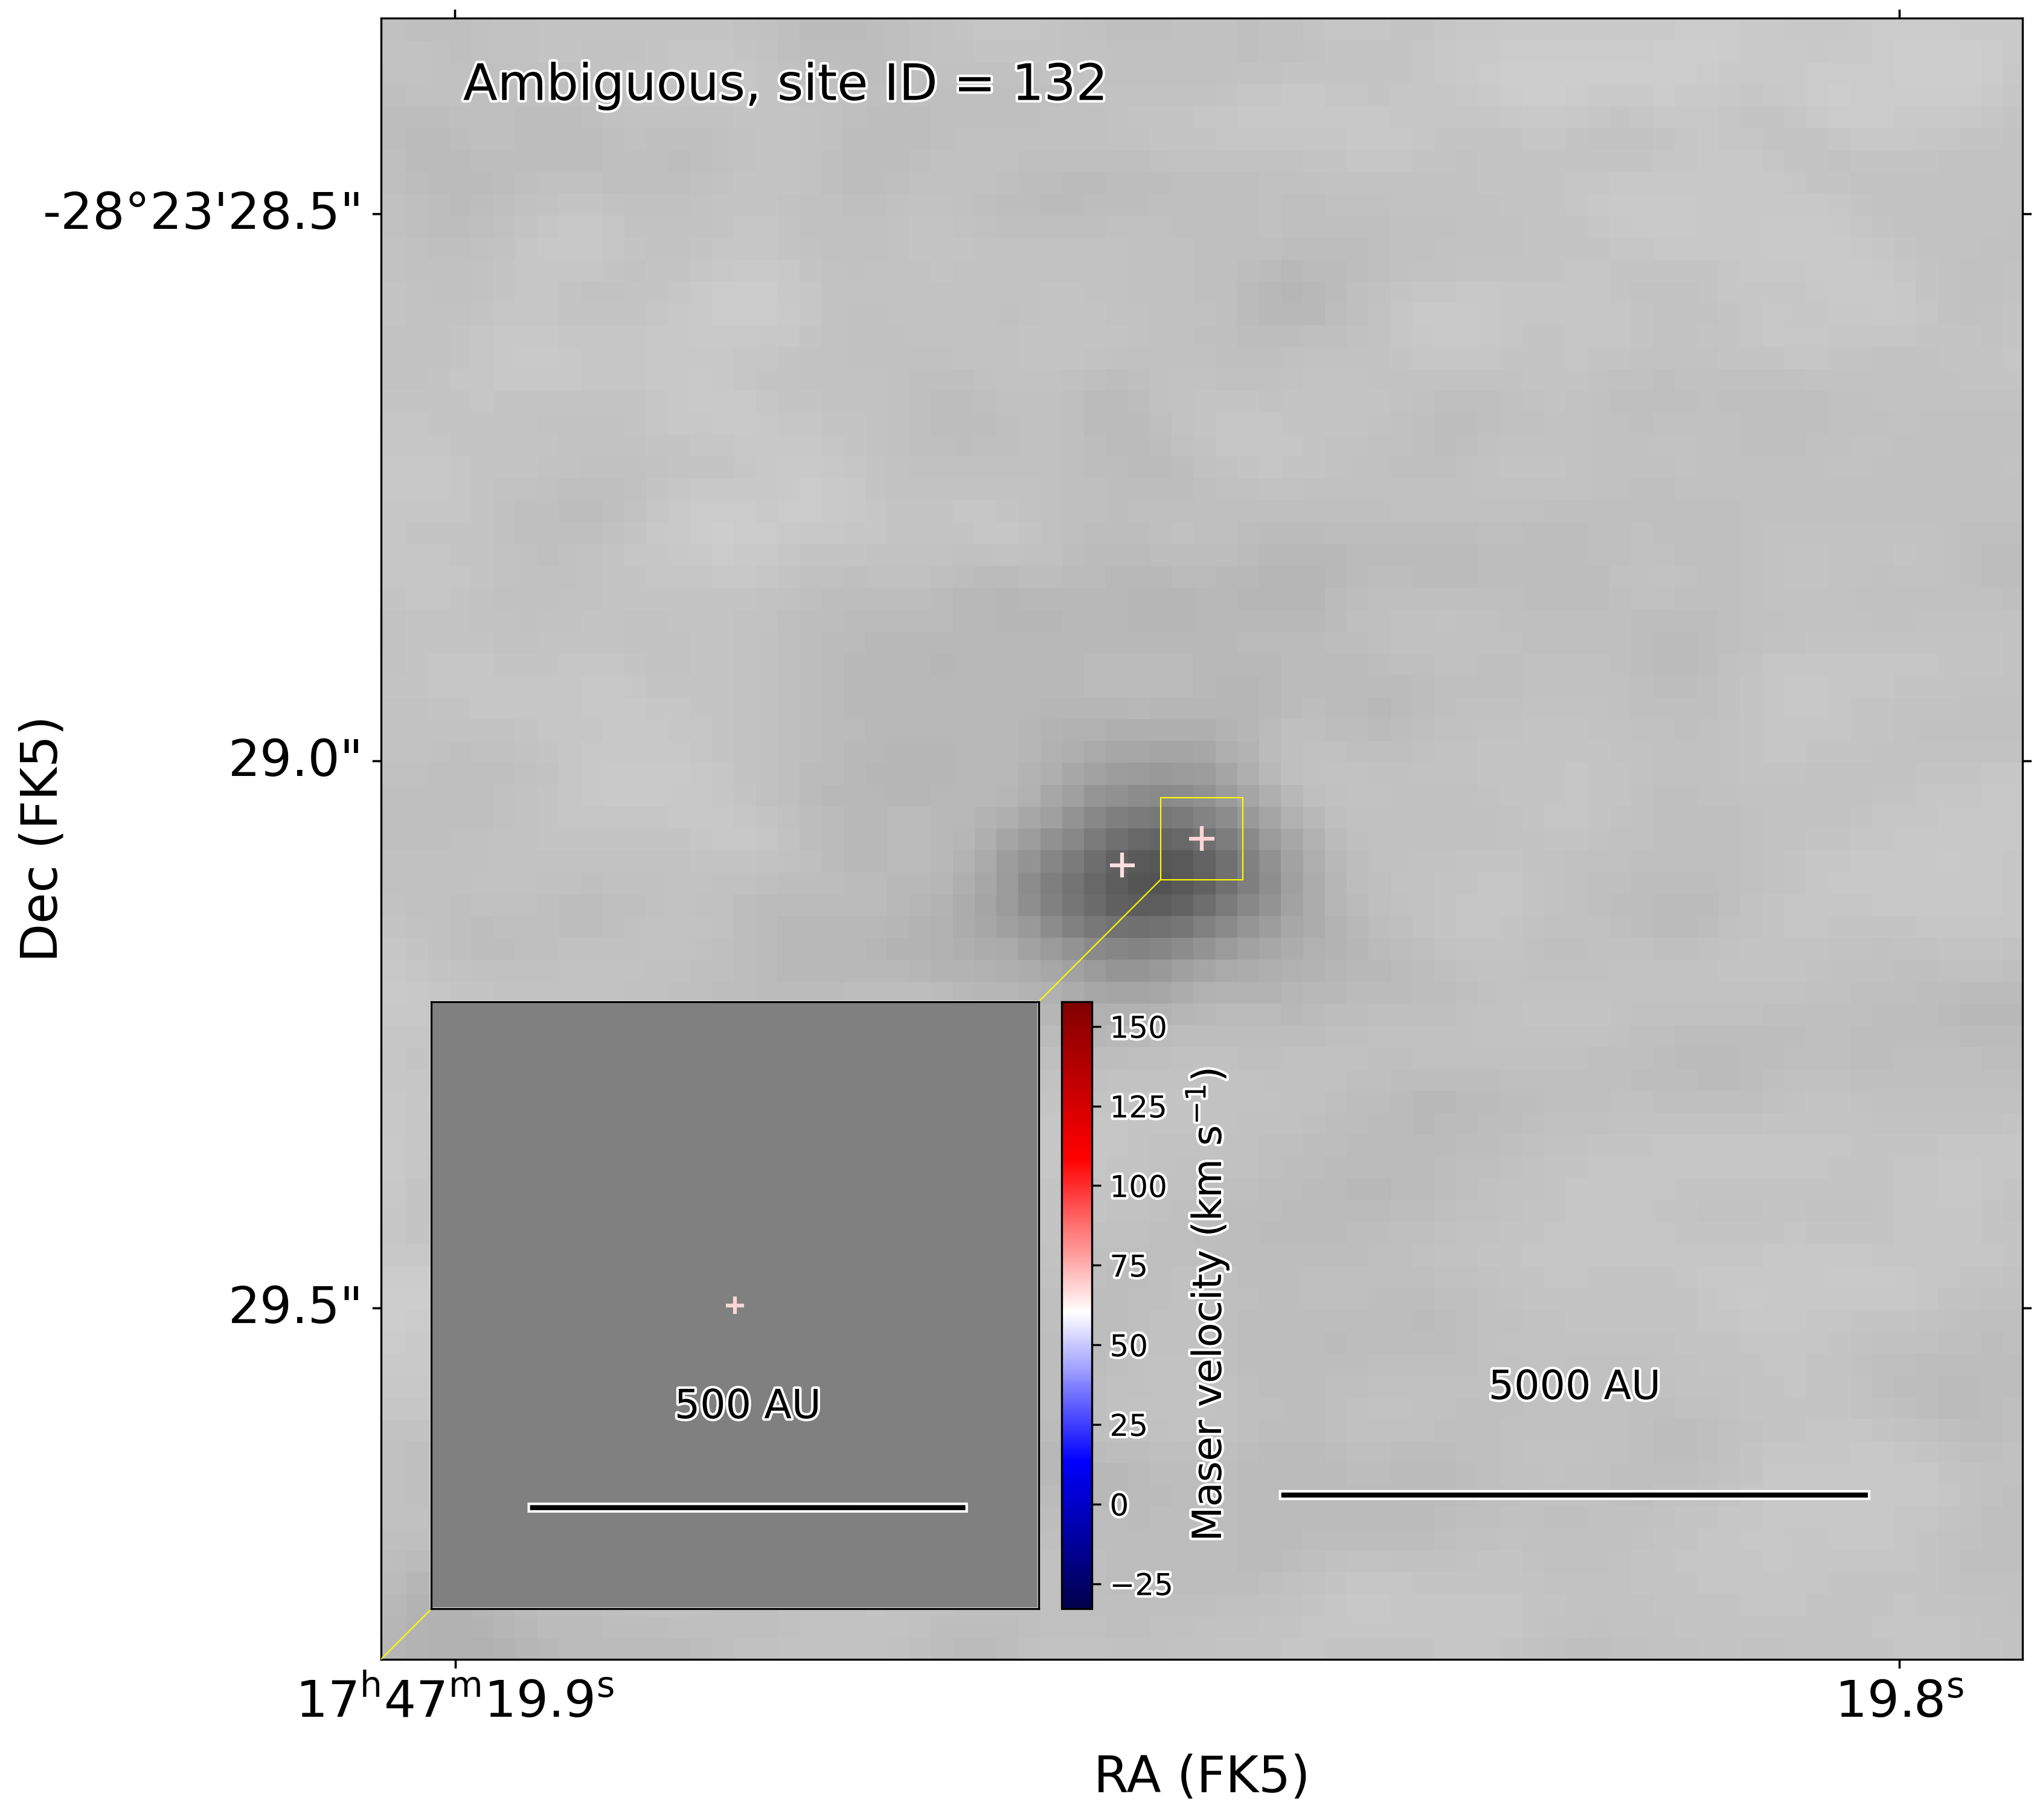 Ambiguous, site ID = 132
-28°23'28.5"
29.0"
29.5"
Dec (FK5)
500 AU
150
125
100
75
50
25
0
−25
Maser velocity (km s⁻¹)
5000 AU
17ʰ47ᵐ19.9ˢ
19.8ˢ
RA (FK5)